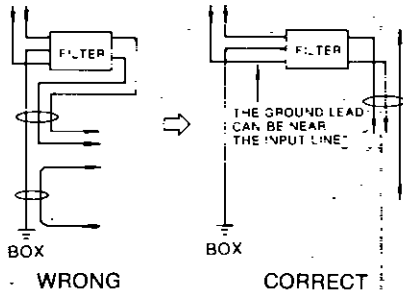 FILTER
BOX
WRONG
FILTER
THE GROUND LEAD
CAN BE NEAR
THE INPUT LINE
BOX
CORRECT